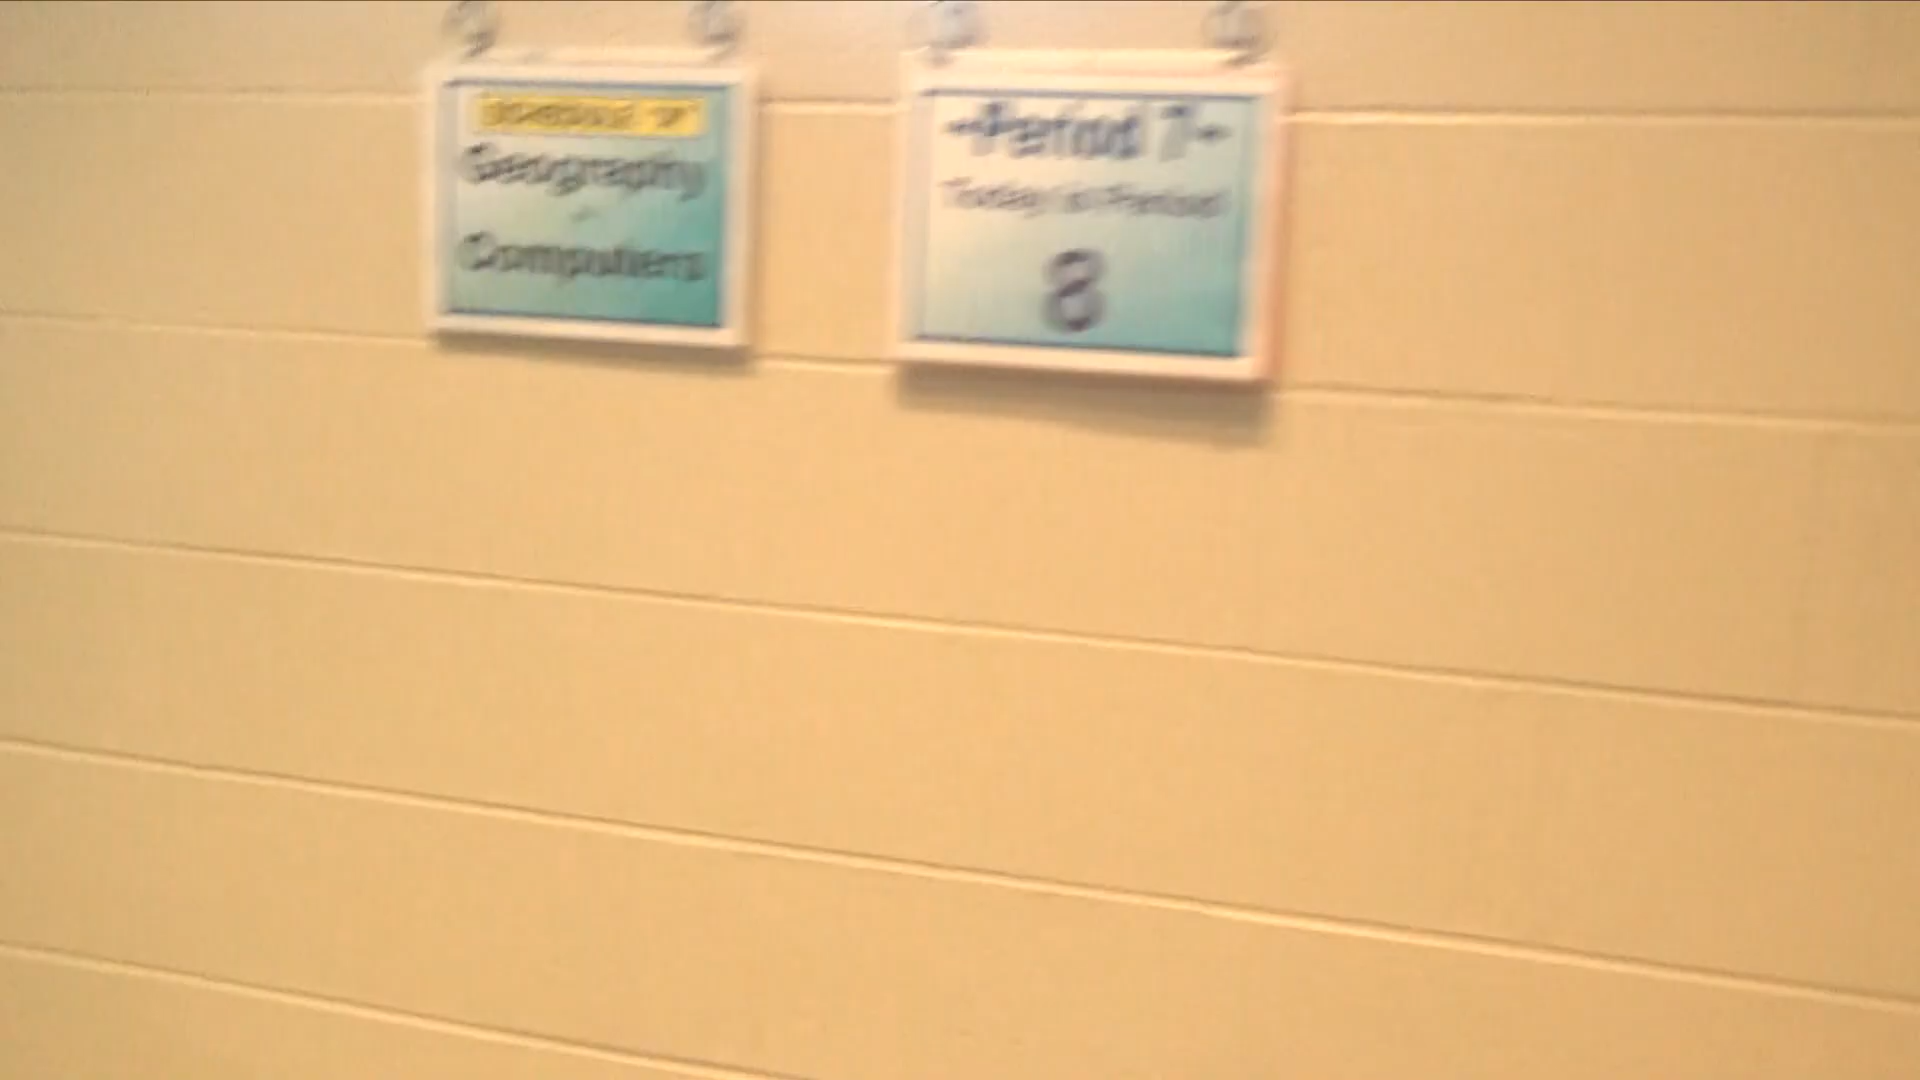 Geography
-
Computers
-Period 7-
Today is Period
8